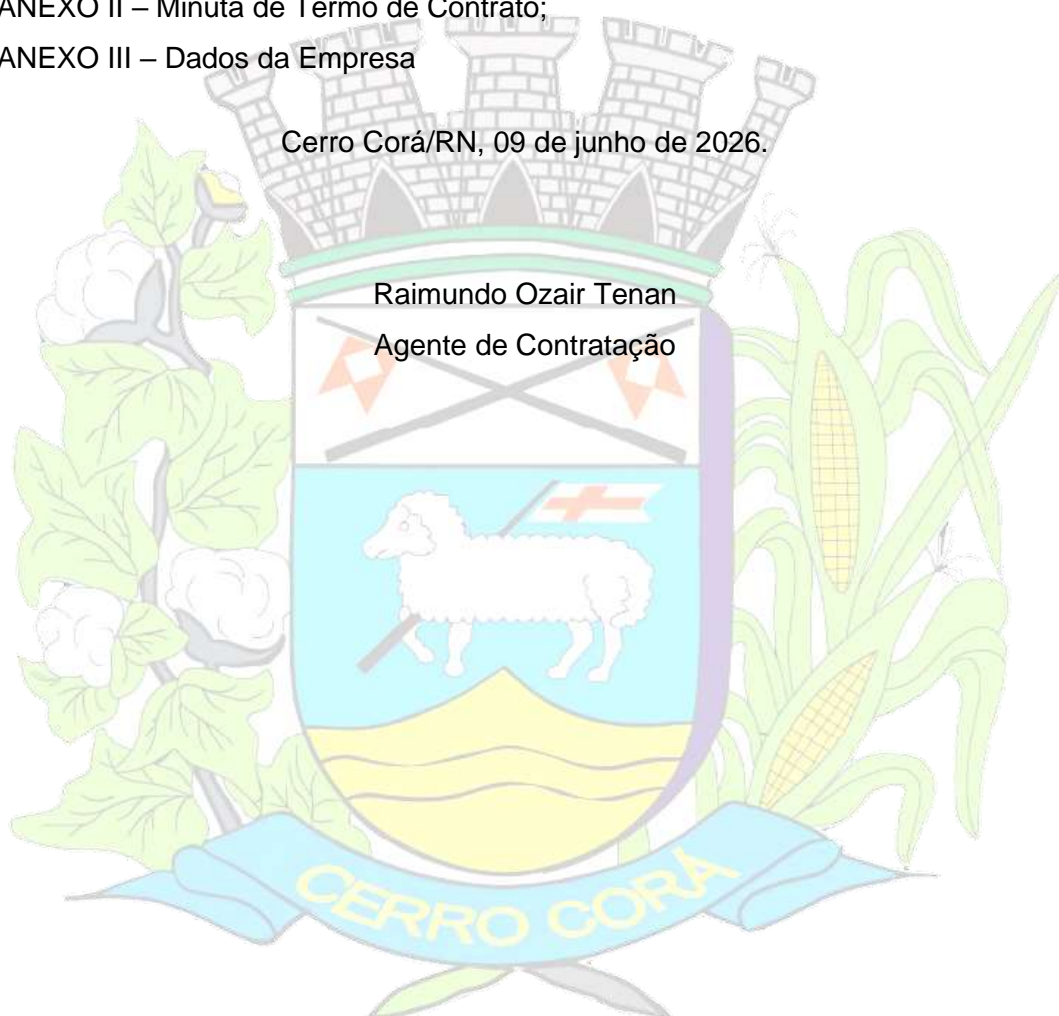 ANEXO II – Minuta de Termo de Contrato;
ANEXO III – Dados da Empresa
Cerro Corá/RN, 09 de junho de 2026.
Raimundo Ozair Tenan
Agente de Contratação
CERRO CORÁ